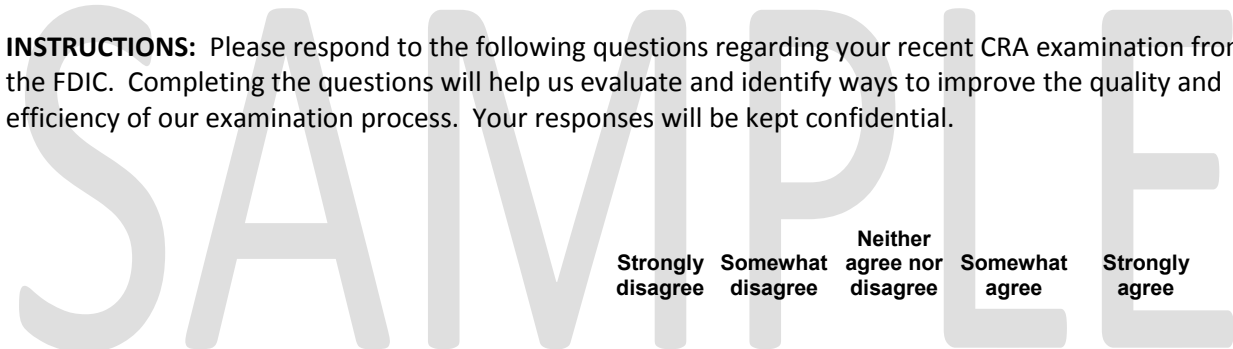 INSTRUCTIONS: Please respond to the following questions regarding your recent CRA examination from
the FDIC. Completing the questions will help us evaluate and identify ways to improve the quality and
efficiency of our examination process. Your responses will be kept confidential.
SAMPLE
Neither
Strongly Somewhat agree nor Somewhat Strongly
disagree disagree disagree agree agree